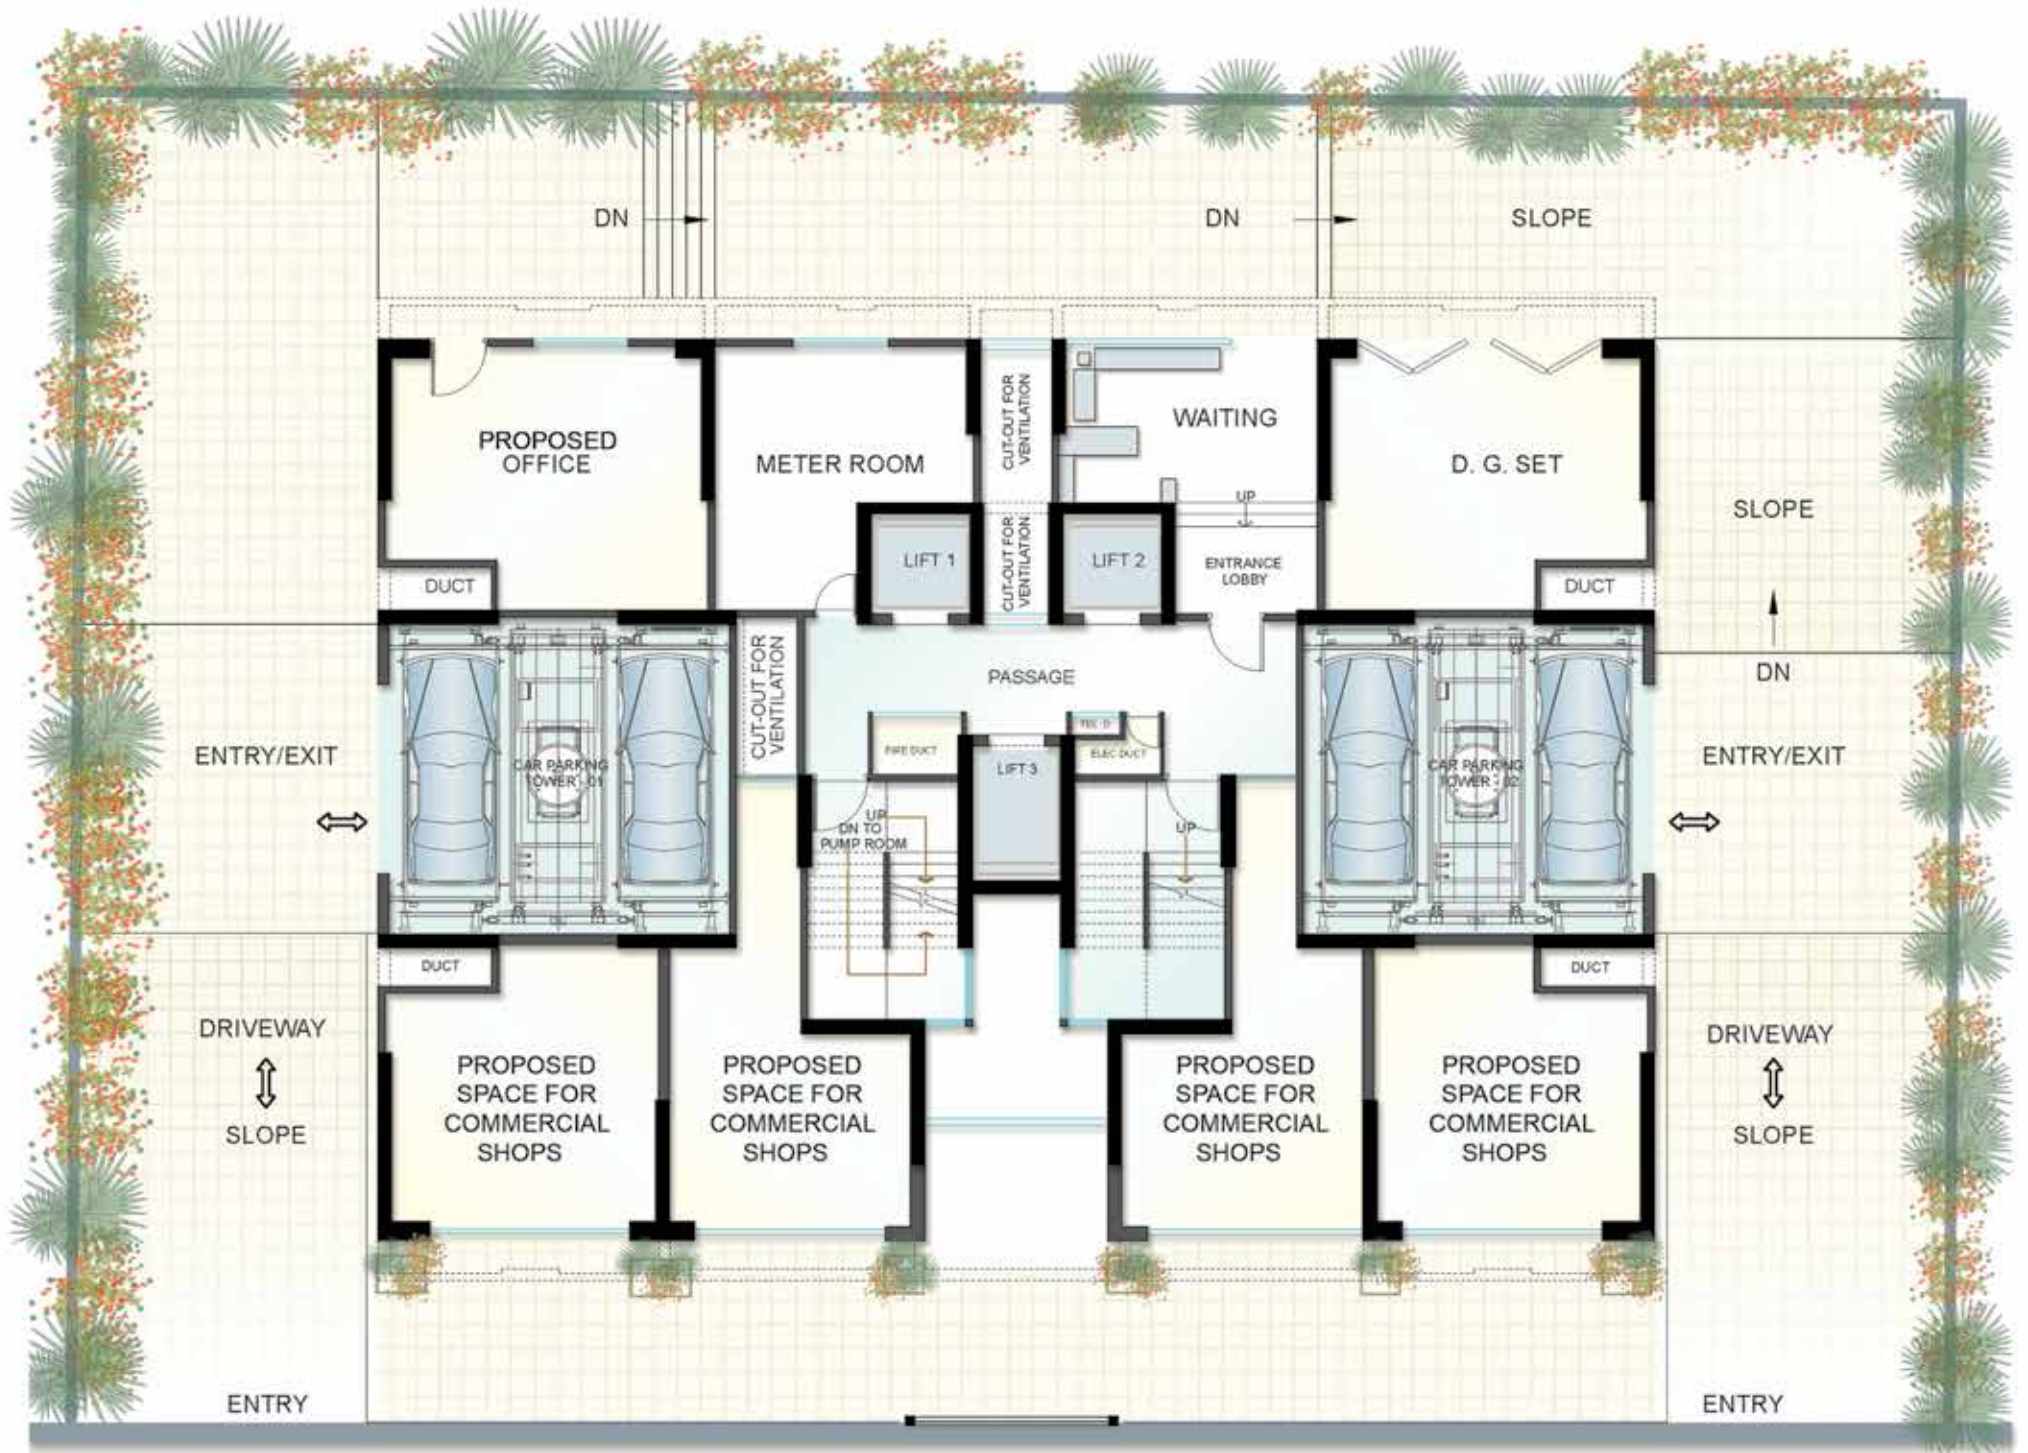 DN
DN
SLOPE
PROPOSED
OFFICE
METER ROOM
CUT-OUT FOR
VENTILATION
WAITING
D. G. SET
UP
SLOPE
LIFT 1
CUT-OUT FOR
VENTILATION
LIFT 2
ENTRANCE
LOBBY
DUCT
DUCT
CUT-OUT FOR
VENTILATION
PASSAGE
DN
ENTRY/EXIT
CAR PARKING
TOWER - 01
FIRE DUCT
LIFT 3
ELEC DUCT
CAR PARKING
TOWER - 02
ENTRY/EXIT
UP
DN TO
PUMP ROOM
UP
DUCT
DUCT
DRIVEWAY
SLOPE
PROPOSED
SPACE FOR
COMMERCIAL
SHOPS
PROPOSED
SPACE FOR
COMMERCIAL
SHOPS
PROPOSED
SPACE FOR
COMMERCIAL
SHOPS
PROPOSED
SPACE FOR
COMMERCIAL
SHOPS
DRIVEWAY
SLOPE
ENTRY
ENTRY